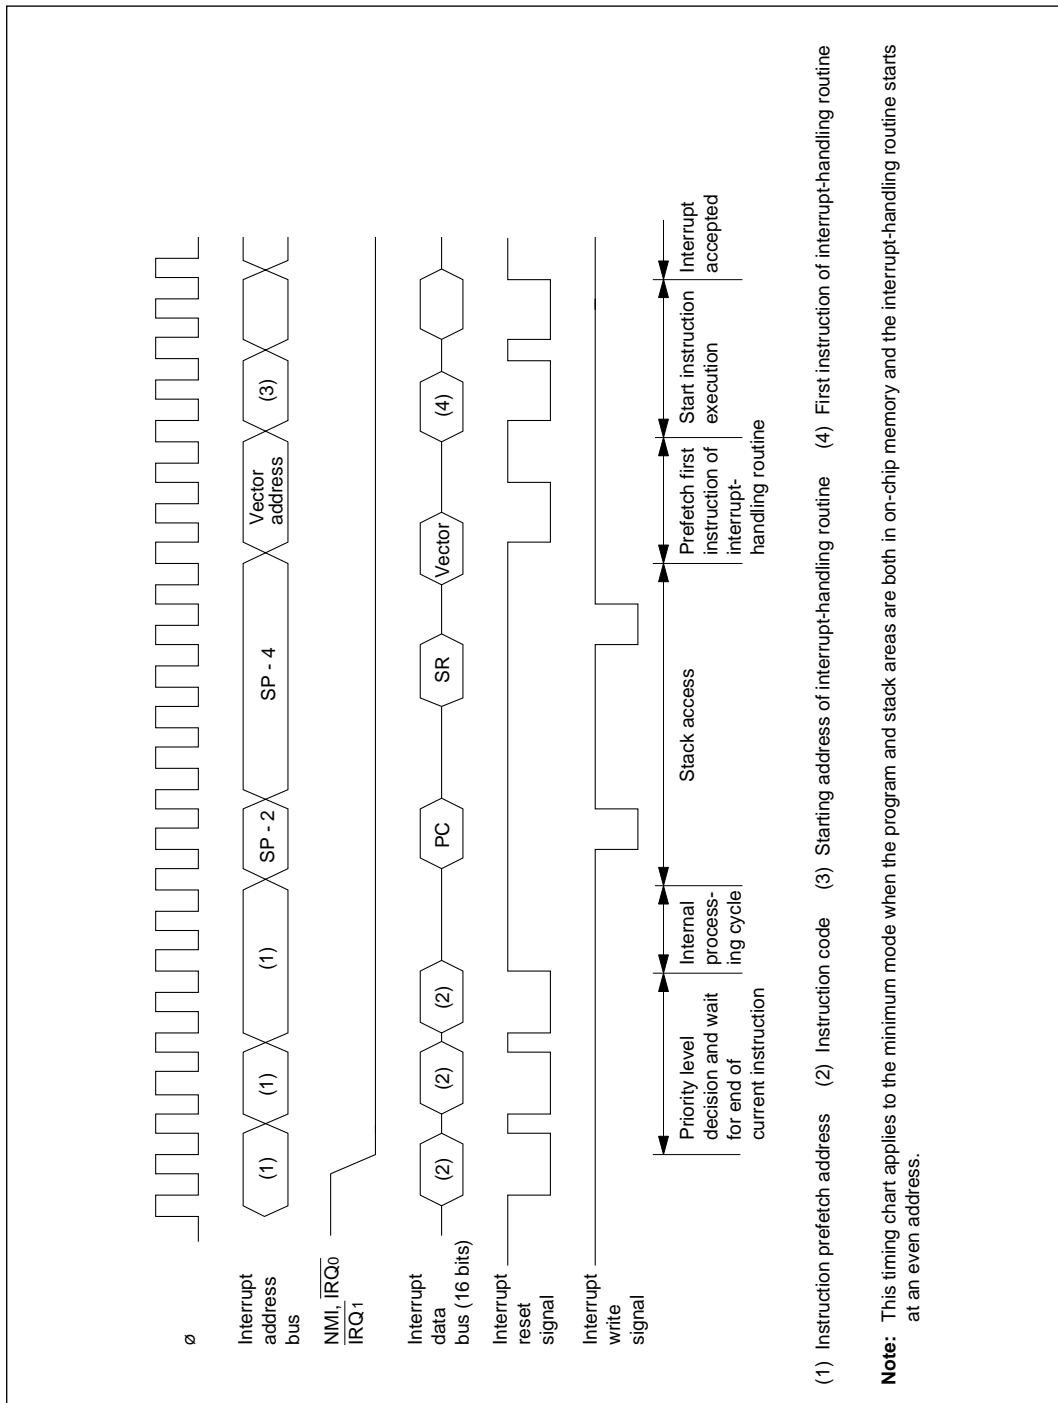 ø
Interrupt
address
bus
(1)
(1)
(1)
SP - 2
SP - 4
Vector
address
(3)
NMI, IRQ0
IRQ1
Interrupt
data
bus (16 bits)
(2)
(2)
(2)
PC
SR
Vector
(4)
Interrupt
reset
signal
Interrupt
write
signal
Priority level
decision and wait
for end of
current instruction
Internal
process-
ing cycle
Stack access
Prefetch first
instruction of
interrupt-
handling routine
Start instruction
execution
Interrupt
accepted
(1) Instruction prefetch address (2) Instruction code (3) Starting address of interrupt-handling routine (4) First instruction of interrupt-handling routine
Note: This timing chart applies to the minimum mode when the program and stack areas are both in on-chip memory and the interrupt-handling routine starts
at an even address.